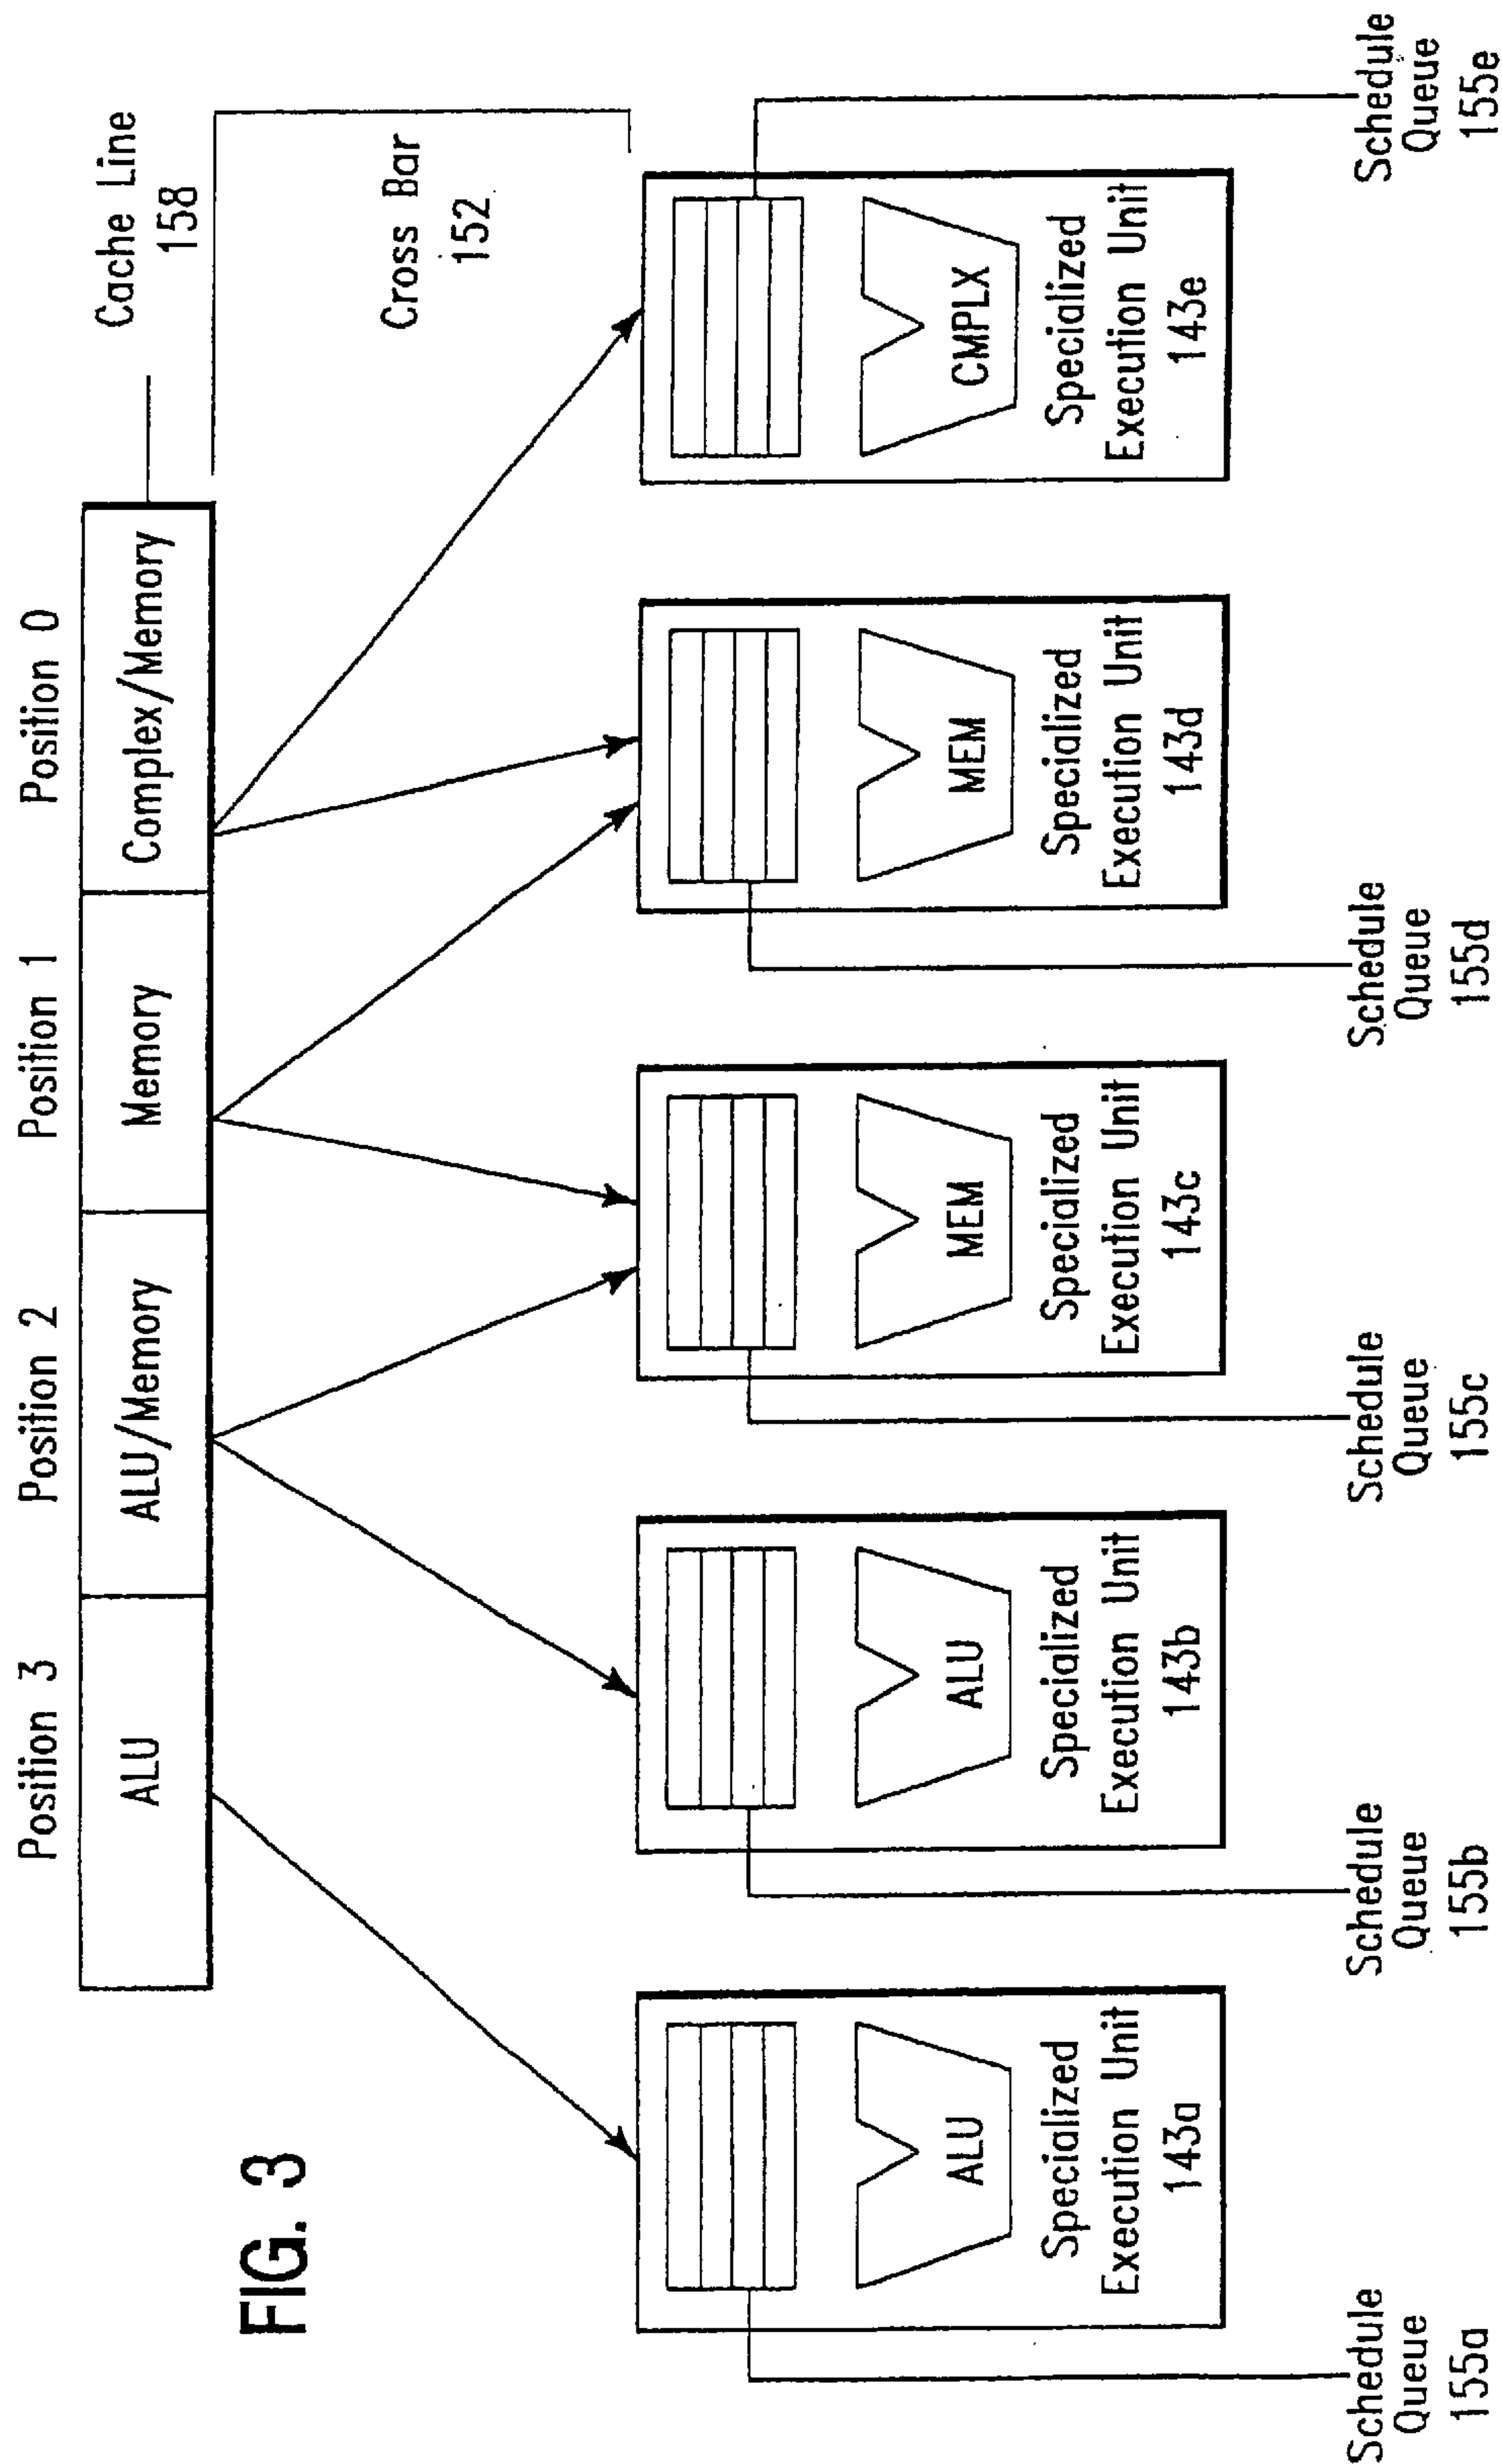 FIG. 3
Position 3
Position 2
Position 1
Position 0
ALU
ALU/Memory
Memory
Complex/Memory
Cache Line
158
Cross Bar
152
ALU
Specialized
Execution Unit
143a
ALU
Specialized
Execution Unit
143b
MEM
Specialized
Execution Unit
143c
MEM
Specialized
Execution Unit
143d
CMPLX
Specialized
Execution Unit
143e
Schedule
Queue
155a
Schedule
Queue
155b
Schedule
Queue
155c
Schedule
Queue
155d
Schedule
Queue
155e